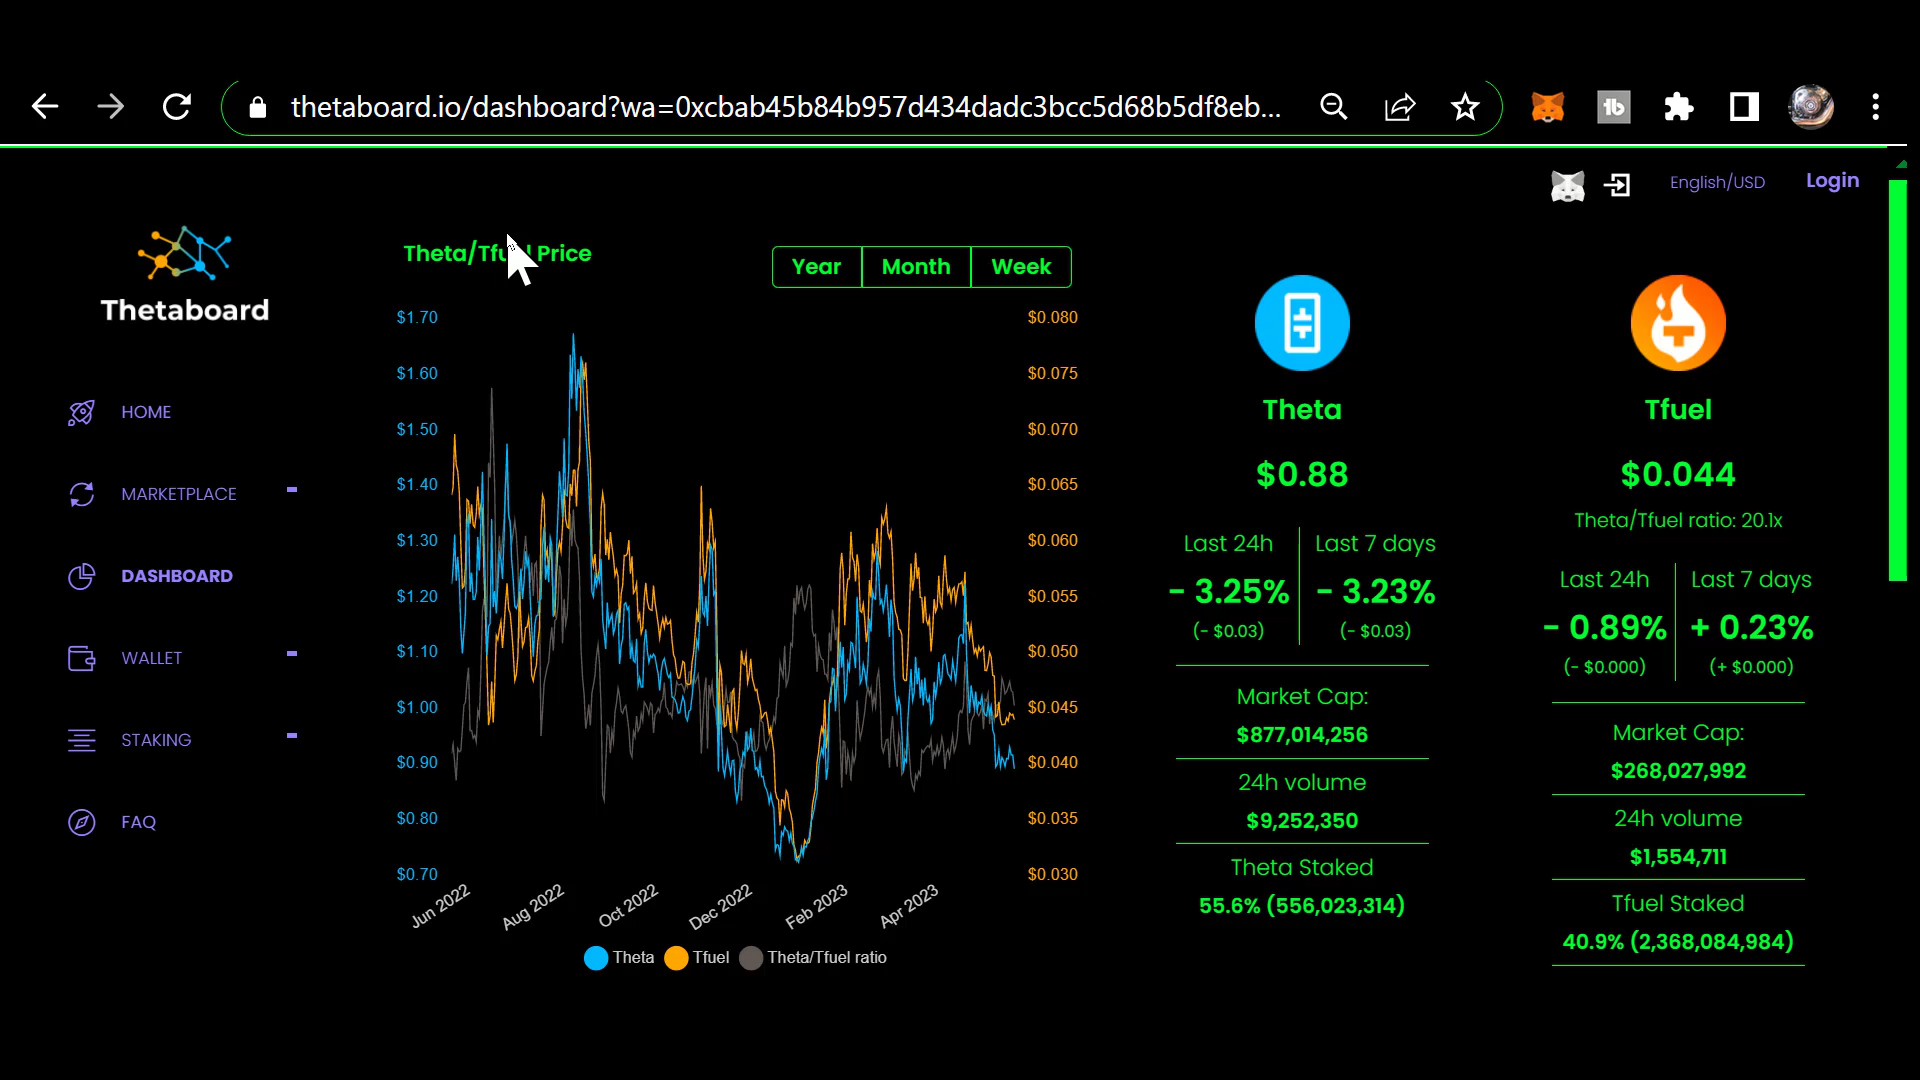 thetaboard.io/dashboard?wa=0xcbab45b84b957d434dadc3bcc5d68b5df8eb...
English/USD
Login
Thetaboard
HOME
MARKETPLACE
DASHBOARD
WALLET
STAKING
FAQ
Theta/Tfuel Price
Year Month Week
$1.70 $0.080
$1.60 $0.075
$1.50 $0.070
$1.40 $0.065
$1.30 $0.060
$1.20 $0.055
$1.10 $0.050
$1.00 $0.045
$0.90 $0.040
$0.80 $0.035
$0.70 $0.030
Jun 2022 Aug 2022 Oct 2022 Dec 2022 Feb 2023 Apr 2023
Theta Tfuel Theta/Tfuel ratio
Theta
$0.88
Last 24h Last 7 days
- 3.25% - 3.23%
(- $0.03) (- $0.03)
Market Cap:
$877,014,256
24h volume
$9,252,350
Theta Staked
55.6% (556,023,314)
Tfuel
$0.044
Theta/Tfuel ratio: 20.1x
Last 24h Last 7 days
- 0.89% + 0.23%
(- $0.000) (+ $0.000)
Market Cap:
$268,027,992
24h volume
$1,554,711
Tfuel Staked
40.9% (2,368,084,984)